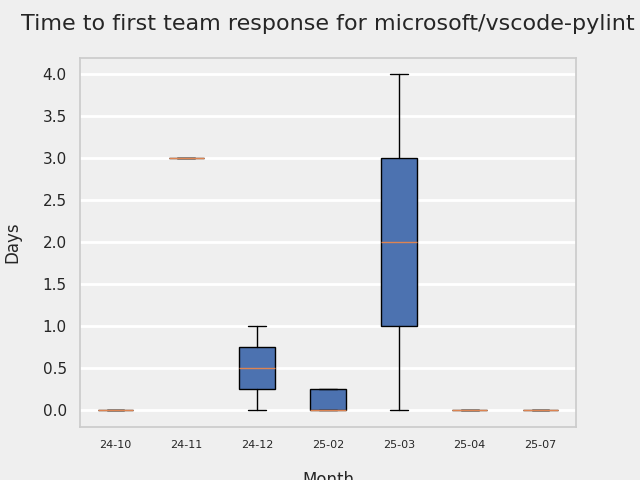 Time to first team response for microsoft/vscode-pylint
4.0
3.5
3.0
2.5
2.0
1.5
1.0
0.5
0.0
Days
24-10 24-11 24-12 25-02 25-03 25-04 25-07
Month